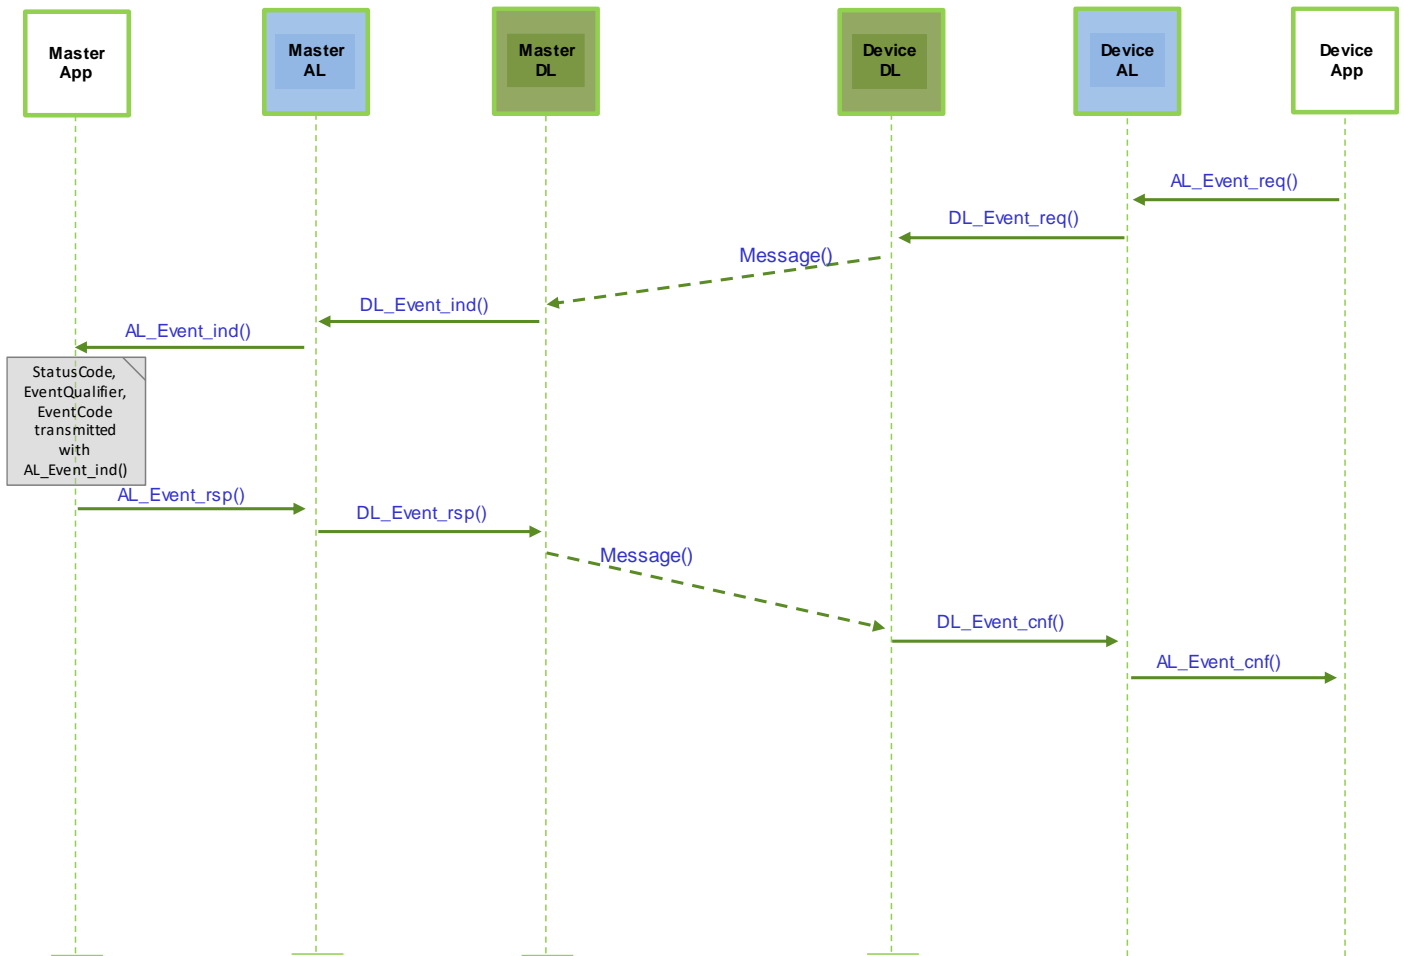 Master
App
Master
AL
Master
DL
Device
DL
Device
AL
Device
App
AL_Event_req()
DL_Event_req()
Message()
DL_Event_ind()
AL_Event_ind()
StatusCode,
EventQualifier,
EventCode
transmitted
with
AL_Event_ind()
AL_Event_rsp()
DL_Event_rsp()
Message()
DL_Event_cnf()
AL_Event_cnf()